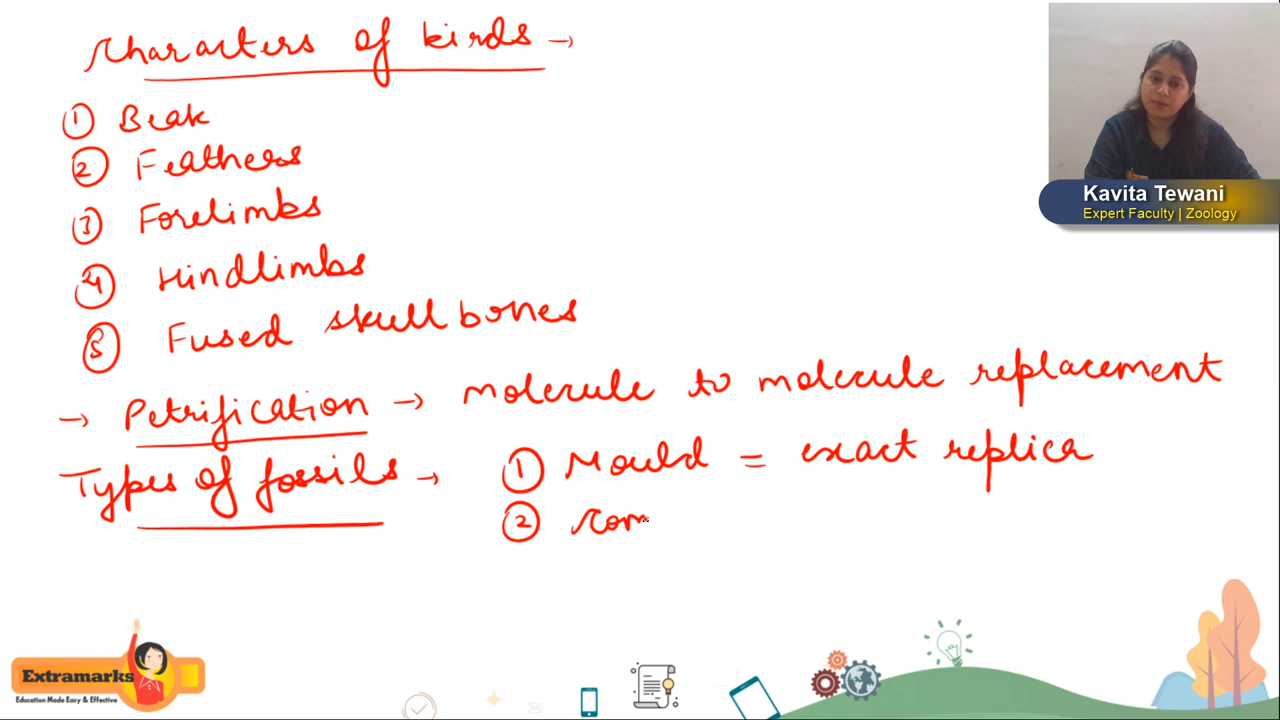 Characters of birds →
① Beak
② Feathers
③ Forelimbs
④ Hindlimbs
⑤ Fused skull bones
→ Petrification → molecule to molecule replacement
Types of fossils → ① Mould = exact replica
② Com
Kavita Tewani
Expert Faculty | Zoology
Extramarks
Education Made Easy & Effective